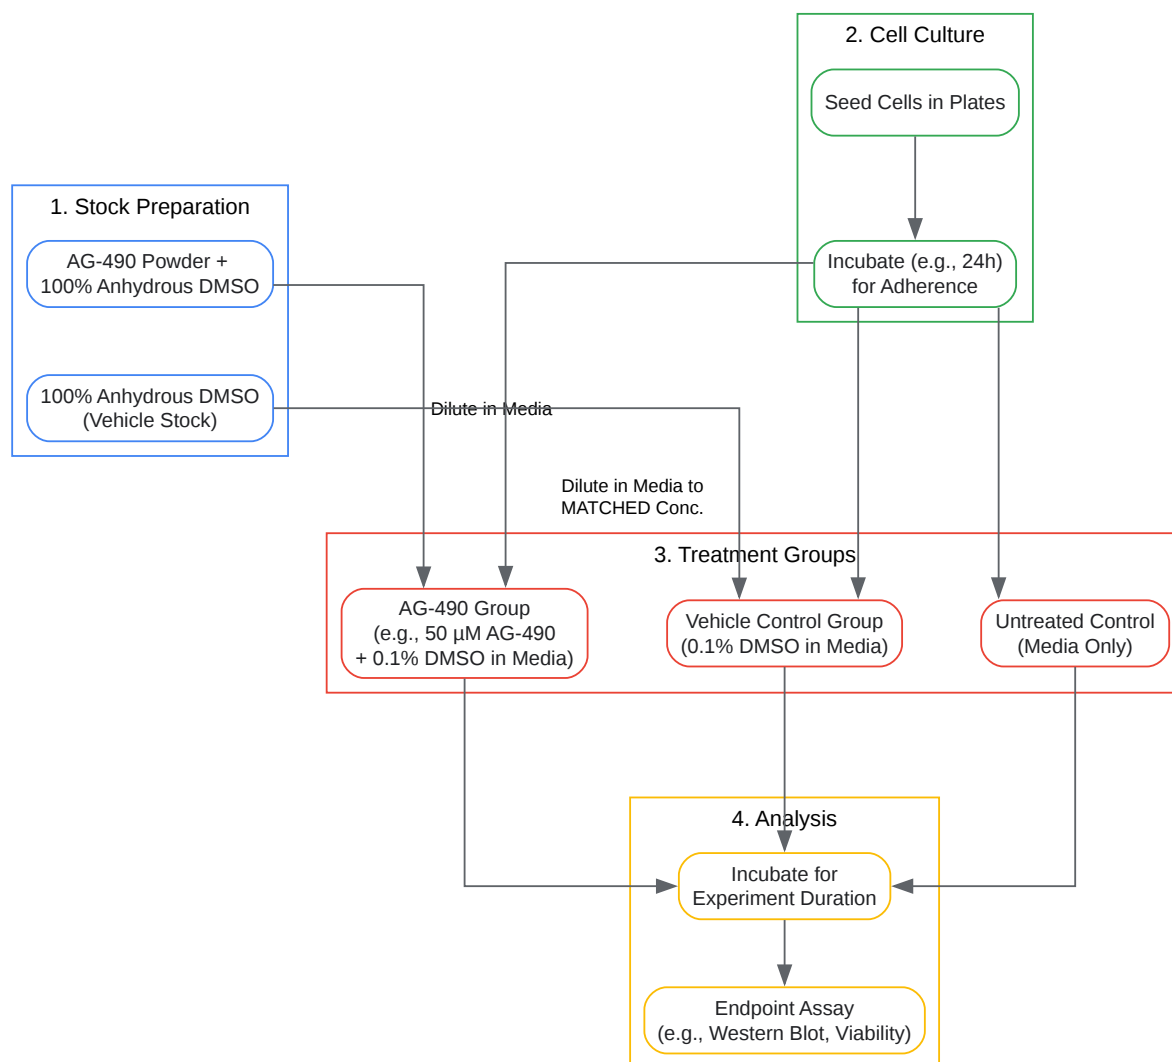 2. Cell Culture
Seed Cells in Plates
1. Stock Preparation
AG-490 Powder +
100% Anhydrous DMSO
Incubate (e.g., 24h)
for Adherence
100% Anhydrous DMSO
(Vehicle Stock)
Dilute in Media
Dilute in Media to
MATCHED Conc.
3. Treatment Groups
AG-490 Group
(e.g., 50 µM AG-490
+ 0.1% DMSO in Media)
Vehicle Control Group
(0.1% DMSO in Media)
Untreated Control
(Media Only)
4. Analysis
Incubate for
Experiment Duration
Endpoint Assay
(e.g., Western Blot, Viability)